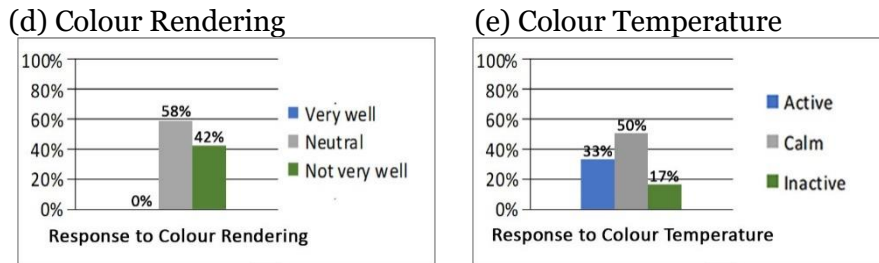 (d) Colour Rendering
100%
80%
60%
40%
20%
0%
0%
58%
42%
Very well
Neutral
Not very well
Response to Colour Rendering
(e) Colour Temperature
100%
80%
60%
40%
20%
0%
33%
50%
17%
Active
Calm
Inactive
Response to Colour Temperature